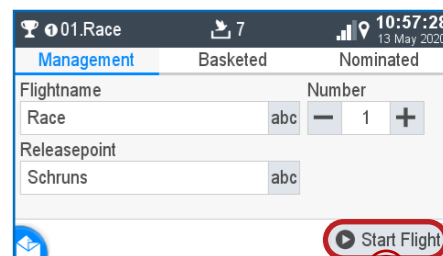 ❶01.Race 7 10:57:28
13 May 2020
Management Basketed Nominated
Flightname Number
Race abc 1
Releasepoint
Schruns abc
Start Flight